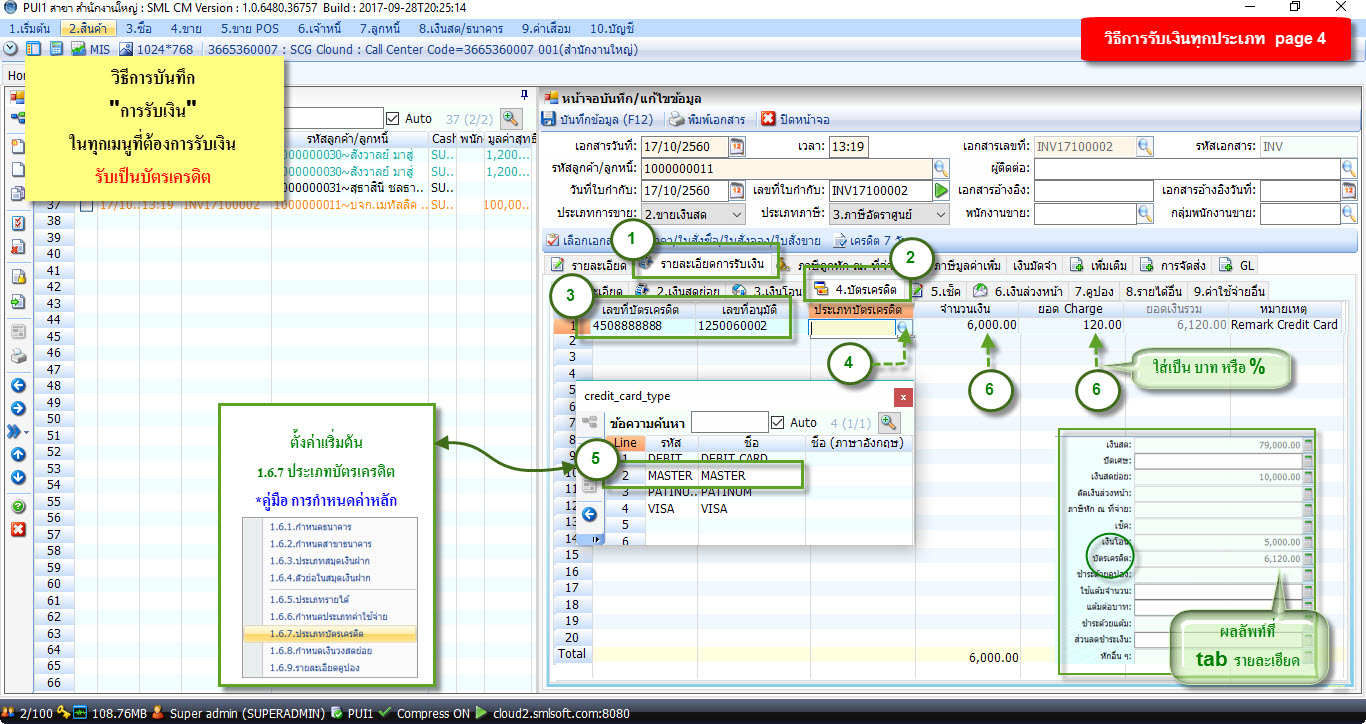 PUI1 สาขา สำนักงานใหญ่ : SML CM Version : 1.0.6480.36757 Build : 2017-09-28T20:25:14
1.เริ่มต้น 2.สินค้า 3.ซื้อ 4.ขาย 5.ขาย POS 6.เจ้าหนี้ 7.ลูกหนี้ 8.เงินสด/ธนาคาร 9.ค่าเสื่อม 10.บัญชี
MIS 1024*768 3665360007 : SCG Clound : Call Center Code=3665360007 001(สำนักงานใหญ่)
วิธีการรับเงินทุกประเภท page 4
วิธีการบันทึก
"การรับเงิน"
ในทุกเมนูที่ต้องการรับเงิน
รับเป็นบัตรเครดิต
Auto 37 (2/2)
รหัสลูกค้า/ลูกหนี้ Cash พนัก มูลค่าสุทธิ
000000030~สังวาลย์ มาสู่ SU.. 1,200...
000000030~สังวาลย์ มาสู่ SU.. 1,200...
000000031~สุธาสินี ชลธา.. SU..
37 17/10.. 13:19 INV17100002 1000000011~บจก.เมทัลลิค .. SU.. 100,00...
38
39
40
41
42
43
44
45
46
47
48
49
50
51
52
53
54
55
56
57
58
59
60
61
62
63
64
65
66
หน้าจอบันทึก/แก้ไขข้อมูล
บันทึกข้อมูล (F12) พิมพ์เอกสาร ปิดหน้าจอ
เอกสารวันที่: 17/10/2560 เวลา: 13:19 เอกสารเลขที่: INV17100002 รหัสเอกสาร: INV
รหัสลูกค้า/ลูกหนี้: 1000000011 ผู้ติดต่อ:
วันที่ใบกำกับ: 17/10/2560 เลขที่ใบกำกับ: INV17100002 เอกสารอ้างอิง: เอกสารอ้างอิงวันที่:
ประเภทการขาย: 2.ขายเงินสด ประเภทภาษี: 3.ภาษีอัตราศูนย์ พนักงานขาย: กลุ่มพนักงานขาย:
เลือกเอกส /ใบสั่งซื้อ/ใบสั่งจอง/ใบสั่งขาย เครดิต 7 วั
รายละเอียด รายละเอียดการรับเงิน ภาษีถูกหัก ณ ที่จ่า ภาษีมูลค่าเพิ่ม เงินมัดจำ เพิ่มเติม การจัดส่ง GL
2.เงินสดย่อย 3.เงินโอน 4.บัตรเครดิต 5.เช็ค 6.เงินล่วงหน้า 7.คูปอง 8.รายได้อื่น 9.ค่าใช้จ่ายอื่น
เลขที่บัตรเครดิต เลขที่อนุมัติ ประเภทบัตรเครดิต จำนวนเงิน ยอด Charge ยอดเงินรวม หมายเหตุ
1 4508888888 1250060002 6,000.00 120.00 6,120.00 Remark Credit Card
1
2
3
4
5
6
6
ใส่เป็น บาท หรือ %
2
3
4
5
6
7
8
9
10
11
12
13
14
15
16
17
18
19
20
Total 6,000.00
credit_card_type
ข้อความค้นหา Auto 4 (1/1)
Line รหัส ชื่อ ชื่อ (ภาษาอังกฤษ)
1 DEBIT DEBIT CARD
2 MASTER MASTER
3 PATINU.. PATINUM
4 VISA VISA
5
6
ตั้งค่าเริ่มต้น
1.6.7 ประเภทบัตรเครดิต
*คู่มือ การกำหนดค่าหลัก
1.6.1.กำหนดธนาคาร
1.6.2.กำหนดสาขาธนาคาร
1.6.3.ประเภทสมุดเงินฝาก
1.6.4.ตัวย่อในสมุดเงินฝาก
1.6.5.ประเภทรายได้
1.6.6.กำหนดประเภทค่าใช้จ่าย
1.6.7.ประเภทบัตรเครดิต
1.6.8.กำหนดเงินวงสดย่อย
1.6.9.รายละเอียดคูปอง
เงินสด: 79,000.00
ปัดเศษ:
เงินสดย่อย: 10,000.00
ตัดเงินล่วงหน้า:
ภาษีหัก ณ ที่จ่าย:
เช็ค:
เงินโอน: 5,000.00
บัตรเครดิต: 6,120.00
ชำระด้วยคูปอง:
ใช้แต้มจำนวน:
แต้มต่อบาท:
ชำระด้วยแต้ม:
ส่วนลดชำระเงิน:
หักอื่น ๆ:
ผลลัพท์ที่
tab รายละเอียด
2/100 108.76MB Super admin (SUPERADMIN) PUI1 Compress ON cloud2.smlsoft.com:8080